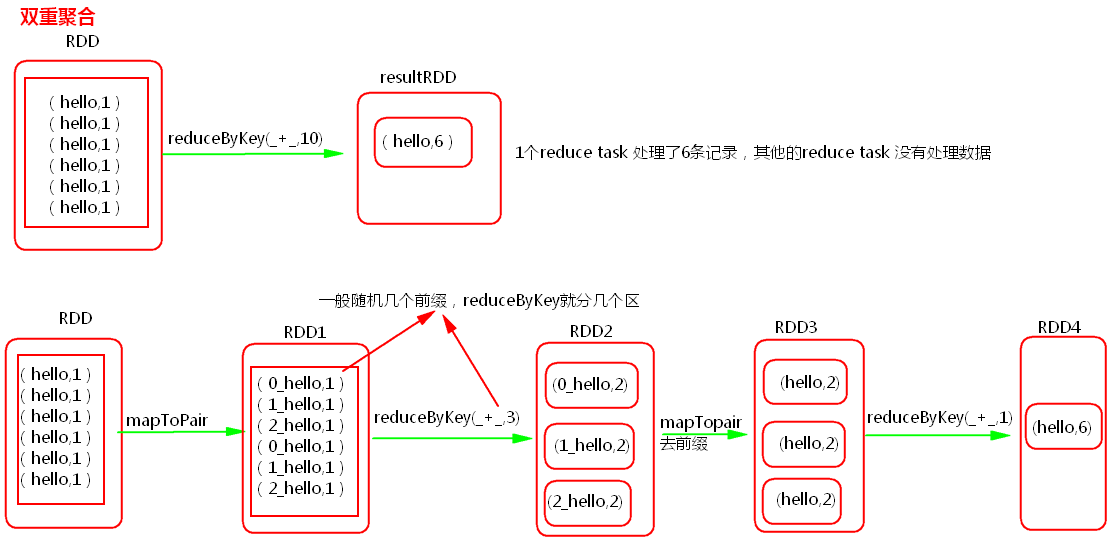 双重聚合
RDD
( hello,1 )
( hello,1 )
( hello,1 )
( hello,1 )
( hello,1 )
( hello,1 )
reduceByKey(_+_,10)
resultRDD
( hello,6 )
1个reduce task 处理了6条记录，其他的reduce task 没有处理数据
一般随机几个前缀，reduceByKey就分几个区
RDD
( hello,1 )
( hello,1 )
( hello,1 )
( hello,1 )
( hello,1 )
( hello,1 )
mapToPair
RDD1
( 0_hello,1 )
( 1_hello,1 )
( 2_hello,1 )
( 0_hello,1 )
( 1_hello,1 )
( 2_hello,1 )
reduceByKey(_+_,3)
RDD2
(0_hello,2)
(1_hello,2)
(2_hello,2)
mapTopair
去前缀
RDD3
(hello,2)
(hello,2)
(hello,2)
reduceByKey(_+_,1)
RDD4
(hello,6)